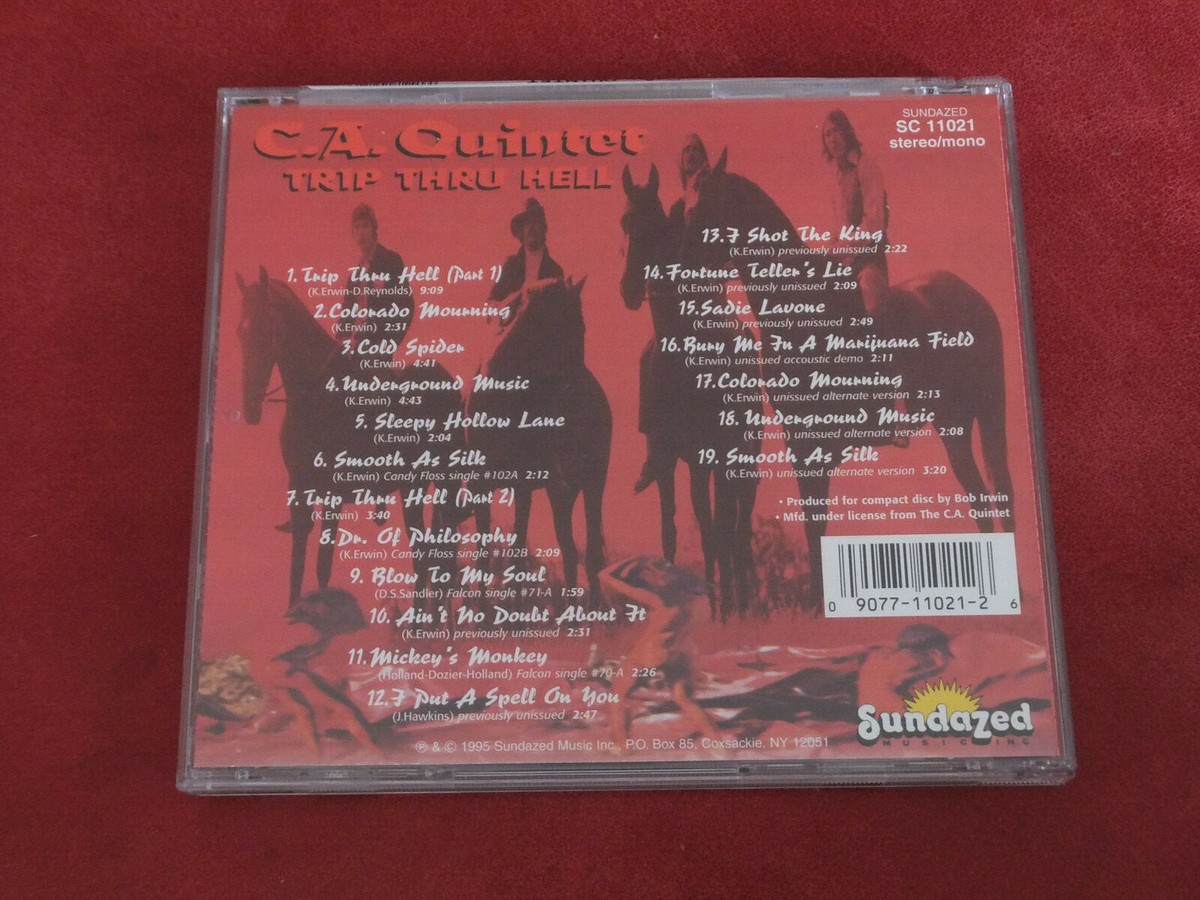 C.A. Quintet
TRIP THRU HELL
SUNDAZED
SC 11021
stereo/mono
1. Trip Thru Hell (Part 1)
(K.Erwin-D.Reynolds) 9:09
2. Colorado Mourning
(K.Erwin) 2:31
3. Cold Spider
(K.Erwin) 4:41
4. Underground Music
(K.Erwin) 4:43
5. Sleepy Hollow Lane
(K.Erwin) 2:04
6. Smooth As Silk
(K.Erwin) Candy Floss single #102A 2:12
7. Trip Thru Hell (Part 2)
(K.Erwin) 3:40
8. Dr. Of Philosophy
(K.Erwin) Candy Floss single #102B 2:09
9. Blow To My Soul
(D.S.Sandler) Falcon single #71-A 1:59
10. Ain't No Doubt About It
(K.Erwin) previously unissued 2:31
11. Mickey's Monkey
(Holland-Dozier-Holland) Falcon single #70-A 2:26
12. I Put A Spell On You
(J.Hawkins) previously unissued 2:47
13. I Shot The King
(K.Erwin) previously unissued 2:22
14. Fortune Teller's Lie
(K.Erwin) previously unissued 2:09
15. Sadie Lavone
(K.Erwin) previously unissued 2:49
16. Bury Me In A Marijuana Field
(K.Erwin) unissued accoustic demo 2:11
17. Colorado Mourning
(K.Erwin) unissued alternate version 2:13
18. Underground Music
(K.Erwin) unissued alternate version 2:08
19. Smooth As Silk
(K.Erwin) unissued alternate version 3:20
• Produced for compact disc by Bob Irwin
• Mfd. under license from The C.A. Quintet
0 9077-11021-2 6
Sundazed
MUSIC INC
℗ & © 1995 Sundazed Music Inc., P.O. Box 85, Coxsackie, NY 12051